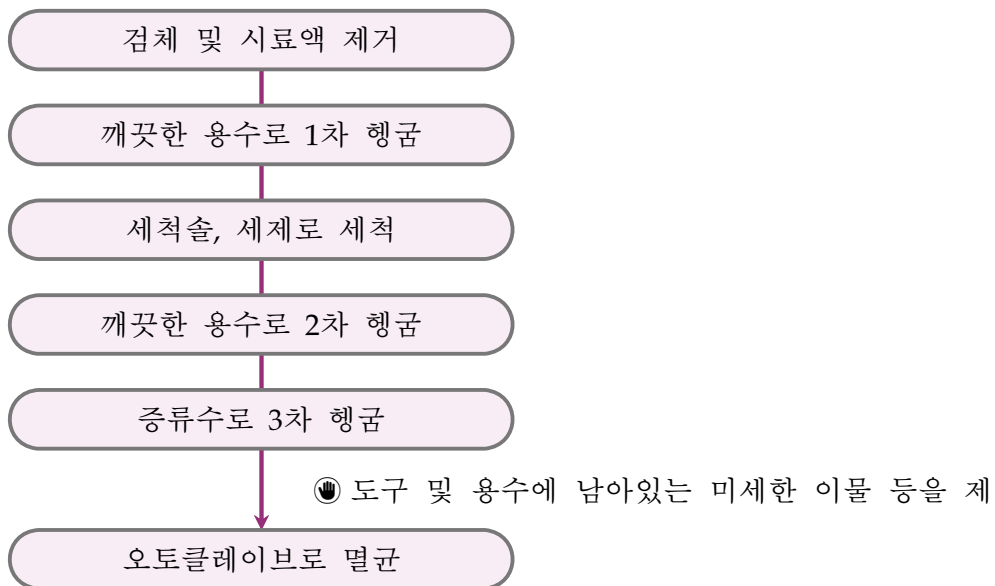 검체 및 시료액 제거
깨끗한 용수로 1차 헹굼
세척솔, 세제로 세척
깨끗한 용수로 2차 헹굼
증류수로 3차 헹굼
도구 및 용수에 남아있는 미세한 이물 등을 제
오토클레이브로 멸균